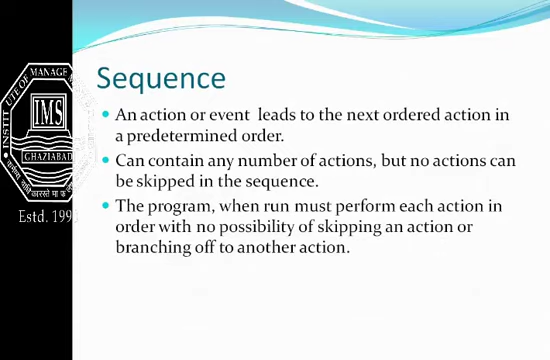 Sequence
An action or event leads to the next ordered action in
a predetermined order.
Can contain any number of actions, but no actions can
be skipped in the sequence.
The program, when run must perform each action in
order with no possibility of skipping an action or
branching off to another action.
IMS
GHAZIABAD
Estd. 199